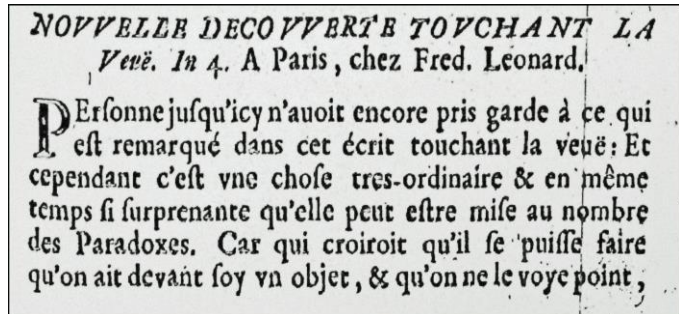 NOVVELLE DECOVVERTE TOVCHANT LA
Veuë. In 4. A Paris, chez Fred. Leonard.
PErſonne juſqu'icy n'auoit encore pris garde à ce qui
eſt remarqué dans cet écrit touchant la veuë: Et
cependant c'eſt vne choſe tres-ordinaire & en même
temps ſi ſurprenante qu'elle peut eſtre miſe au nombre
des Paradoxes. Car qui croiroit qu'il ſe puiſſe faire
qu'on ait devant ſoy vn objet, & qu'on ne le voye point,